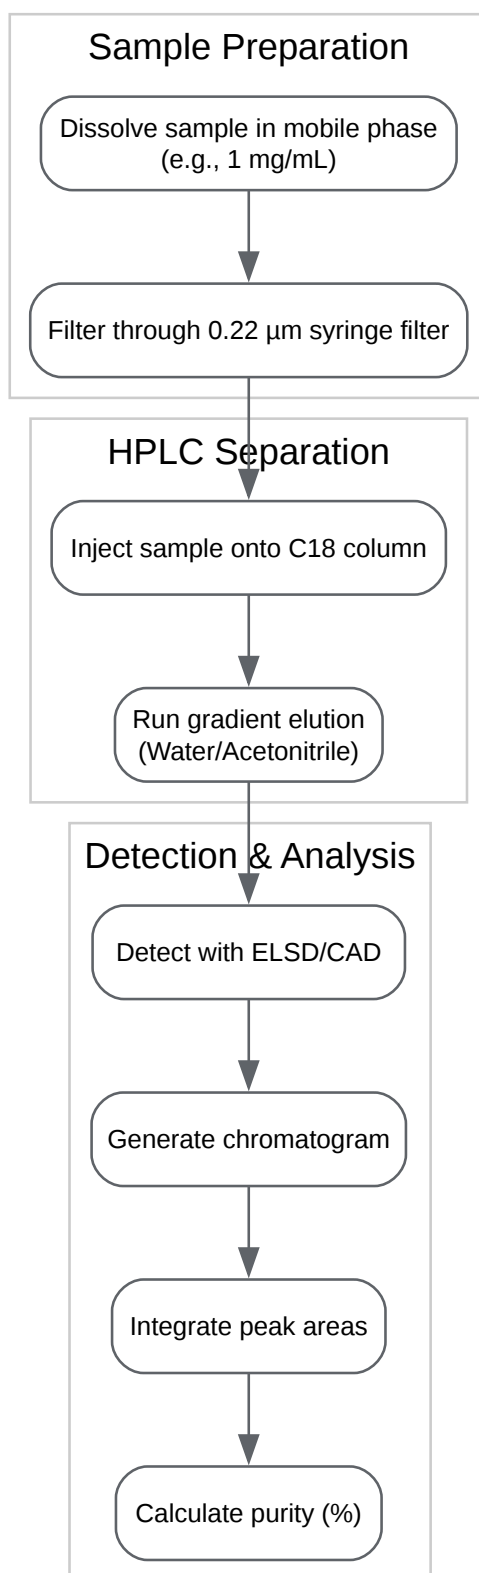 Sample Preparation
Dissolve sample in mobile phase
(e.g., 1 mg/mL)
Filter through 0.22 µm syringe filter
HPLC Separation
Inject sample onto C18 column
Run gradient elution
(Water/Acetonitrile)
Detection & Analysis
Detect with ELSD/CAD
Generate chromatogram
Integrate peak areas
Calculate purity (%)